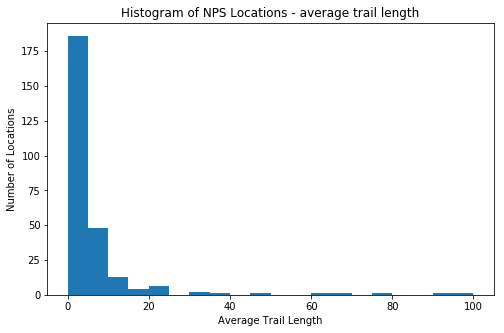 Histogram of NPS Locations - average trail length
Number of Locations
175
150
125
100
75
50
25
0
0 20 40 60 80 100
Average Trail Length